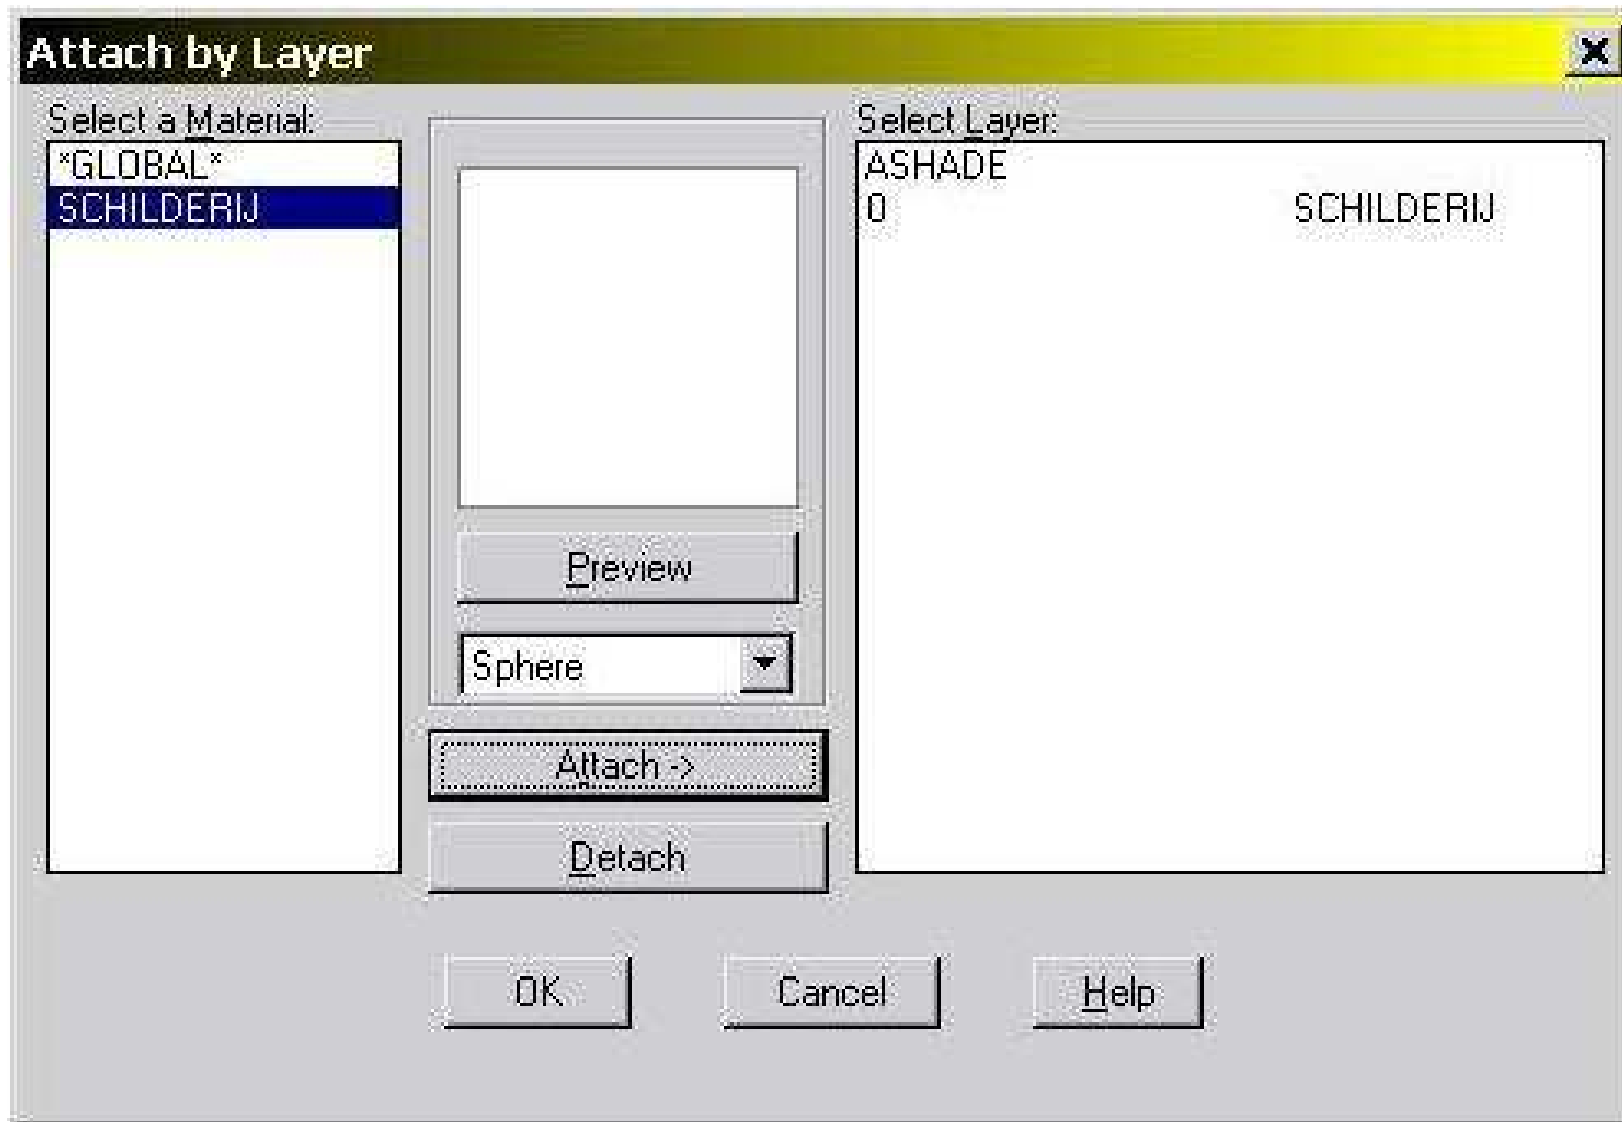 Attach by Layer
Select a Material:
*GLOBAL*
SCHILDERIJ
Preview
Sphere
Attach ->
Detach
Select Layer:
ASHADE
0 SCHILDERIJ
OK
Cancel
Help